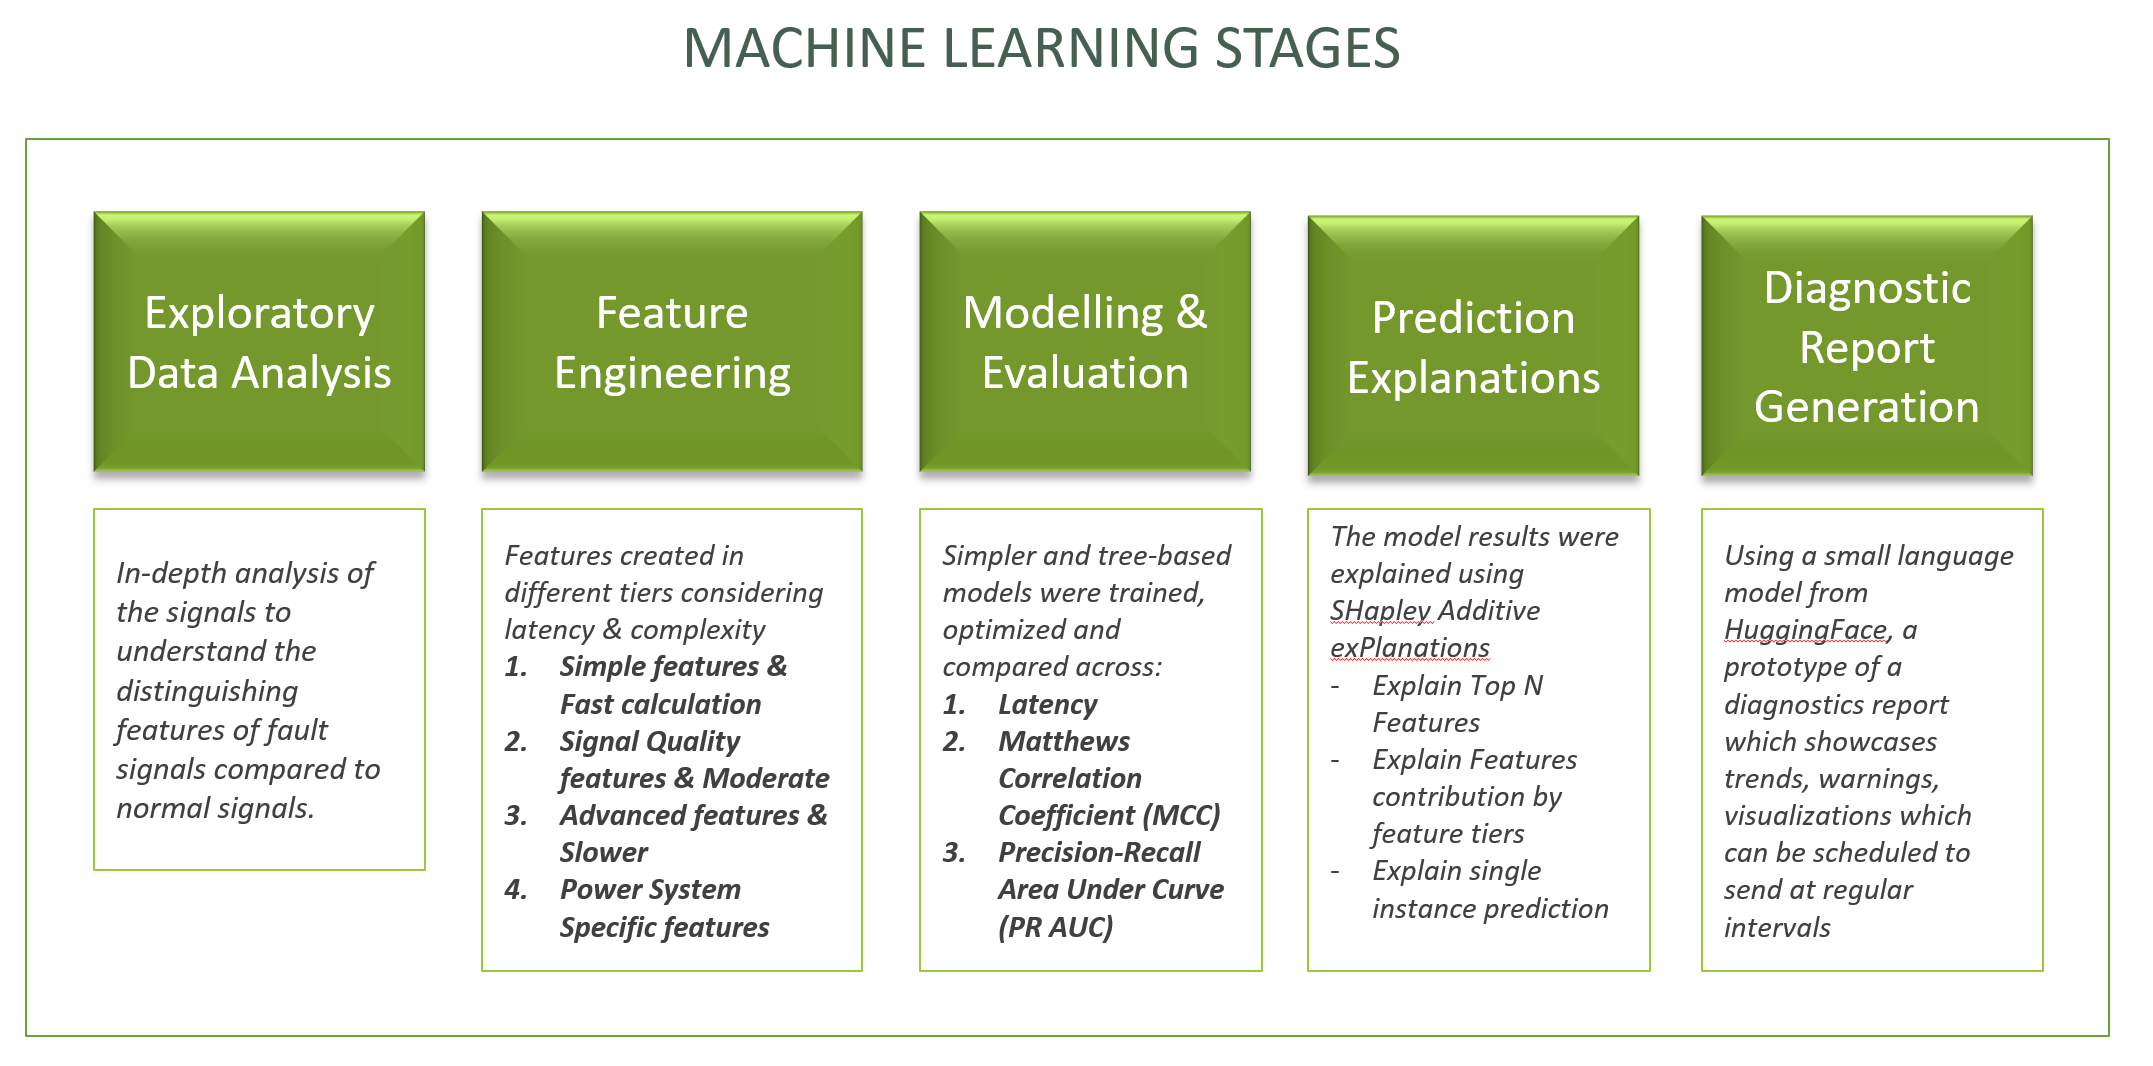 MACHINE LEARNING STAGES
Exploratory
Data Analysis
In-depth analysis of
the signals to
understand the
distinguishing
features of fault
signals compared to
normal signals.
Feature
Engineering
Features created in
different tiers considering
latency & complexity
1. Simple features &
Fast calculation
2. Signal Quality
features & Moderate
3. Advanced features &
Slower
4. Power System
Specific features
Modelling &
Evaluation
Simpler and tree-based
models were trained,
optimized and
compared across:
1. Latency
2. Matthews
Correlation
Coefficient (MCC)
3. Precision-Recall
Area Under Curve
(PR AUC)
Prediction
Explanations
The model results were
explained using
SHapley Additive
exPlanations
- Explain Top N
Features
- Explain Features
contribution by
feature tiers
- Explain single
instance prediction
Diagnostic
Report
Generation
Using a small language
model from
HuggingFace, a
prototype of a
diagnostics report
which showcases
trends, warnings,
visualizations which
can be scheduled to
send at regular
intervals